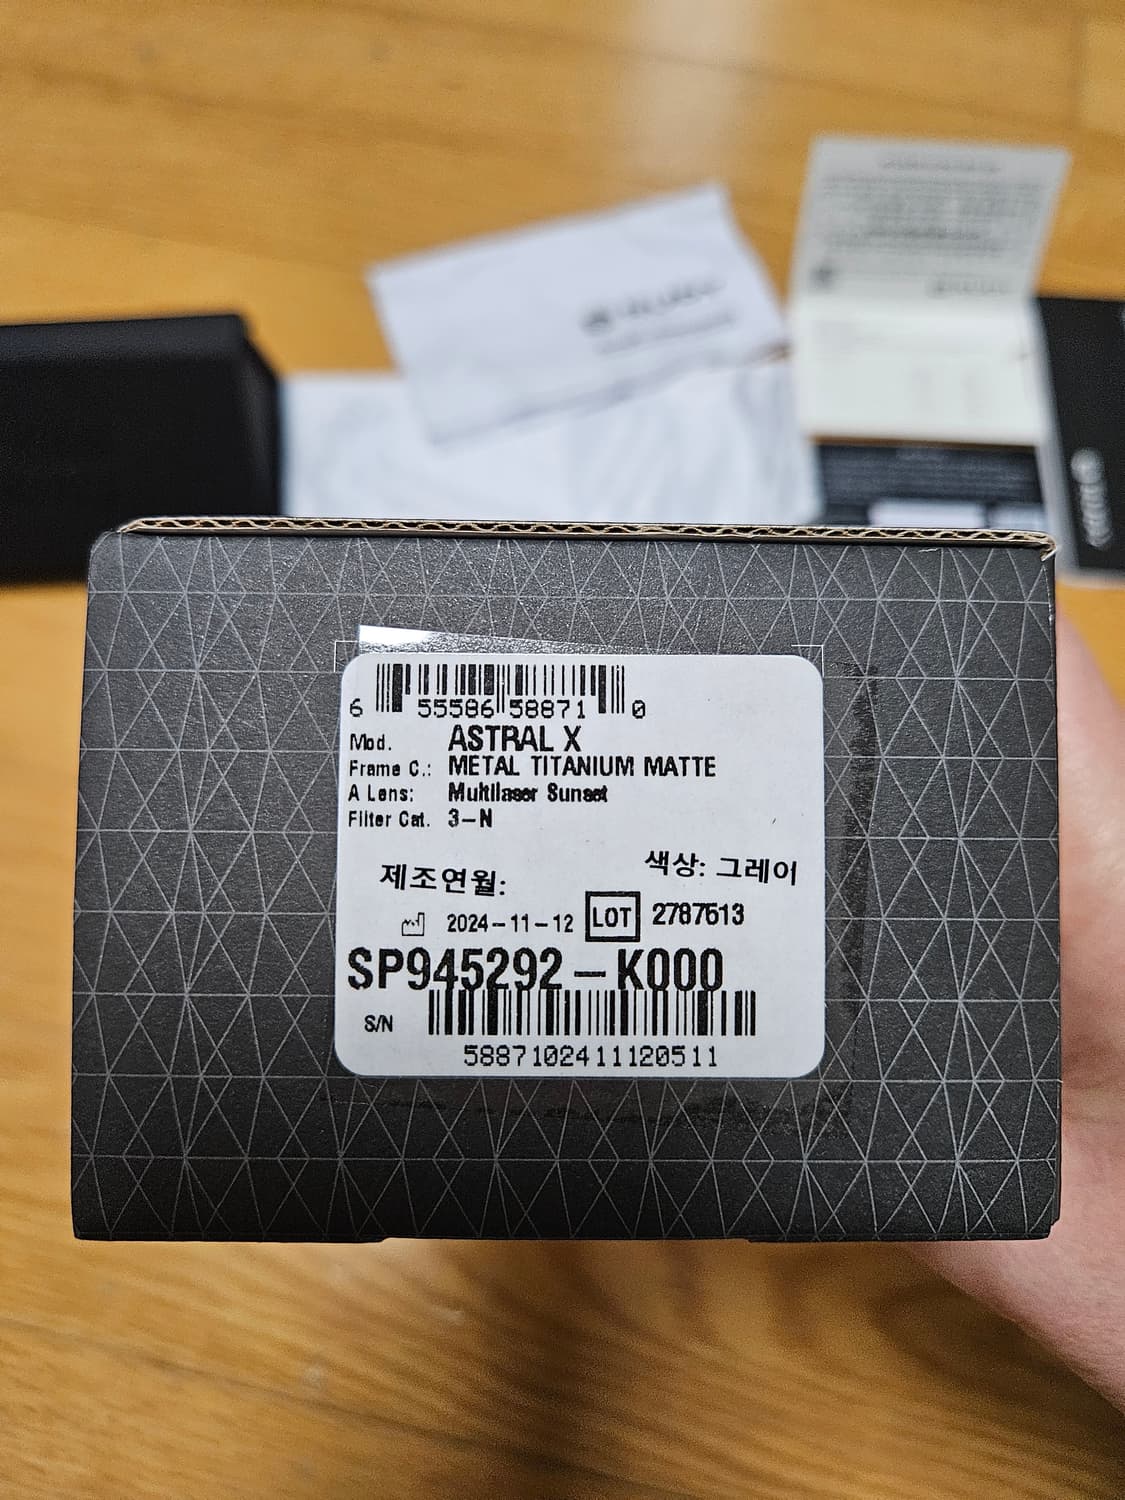 6 55586 58871 0
Mod. ASTRAL X
Frame C.: METAL TITANIUM MATTE
A Lens: Multilaser Sunset
Filter Cat. 3-N
색상: 그레이
제조연월:
2024-11-12 LOT 2787513
SP945292-K000
S/N
5887102411120511